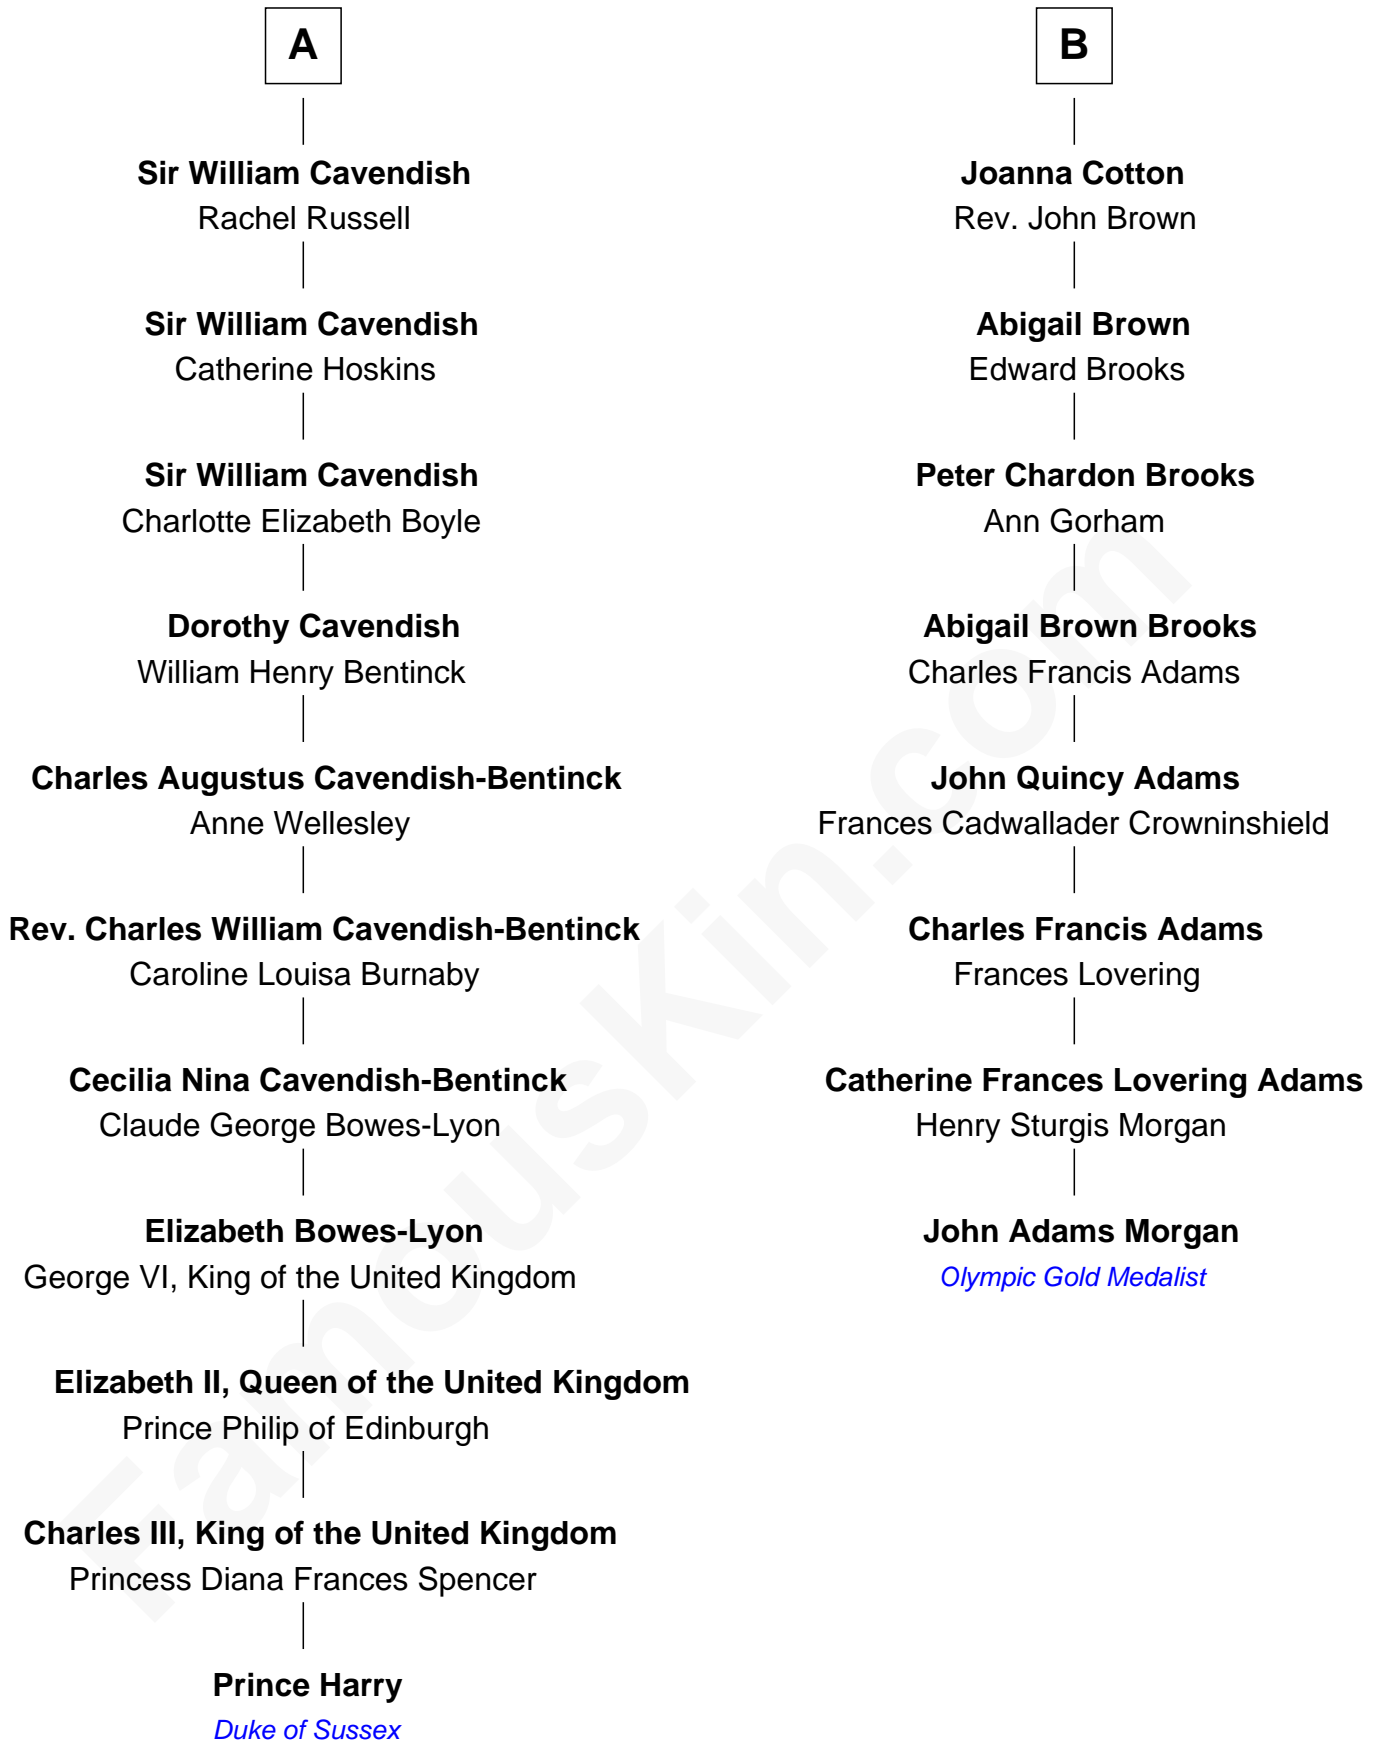 A
Sir William Cavendish
Rachel Russell
Sir William Cavendish
Catherine Hoskins
Sir William Cavendish
Charlotte Elizabeth Boyle
Dorothy Cavendish
William Henry Bentinck
Charles Augustus Cavendish-Bentinck
Anne Wellesley
Rev. Charles William Cavendish-Bentinck
Caroline Louisa Burnaby
Cecilia Nina Cavendish-Bentinck
Claude George Bowes-Lyon
Elizabeth Bowes-Lyon
George VI, King of the United Kingdom
Elizabeth II, Queen of the United Kingdom
Prince Philip of Edinburgh
Charles III, King of the United Kingdom
Princess Diana Frances Spencer
Prince Harry
Duke of Sussex
B
Joanna Cotton
Rev. John Brown
Abigail Brown
Edward Brooks
Peter Chardon Brooks
Ann Gorham
Abigail Brown Brooks
Charles Francis Adams
John Quincy Adams
Frances Cadwallader Crowninshield
Charles Francis Adams
Frances Lovering
Catherine Frances Lovering Adams
Henry Sturgis Morgan
John Adams Morgan
Olympic Gold Medalist
FamousKin.com